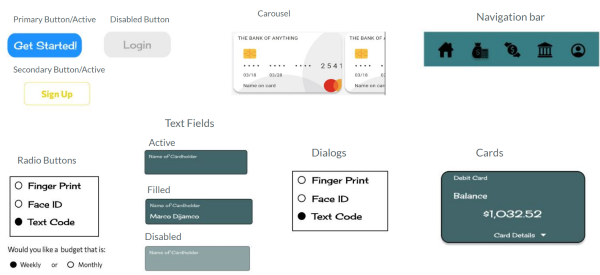 Primary Button/Active
Disabled Button
Get Started!
Login
Secondary Button/Active
Sign Up
Carousel
THE BANK OF ANYTHING
THE BANK OF A
2541
03/18 03/28
03/18
Name on card
Name on
Navigation bar
Radio Buttons
Finger Print
Face ID
Text Code
Would you like a budget that is:
Weekly or Monthly
Text Fields
Active
Name of Cardholder
Filled
Name of Cardholder
Marco Dijamco
Disabled
Name of Cardholder
Dialogs
Finger Print
Face ID
Text Code
Cards
Debit Card
Balance
$1,032.52
Card Details